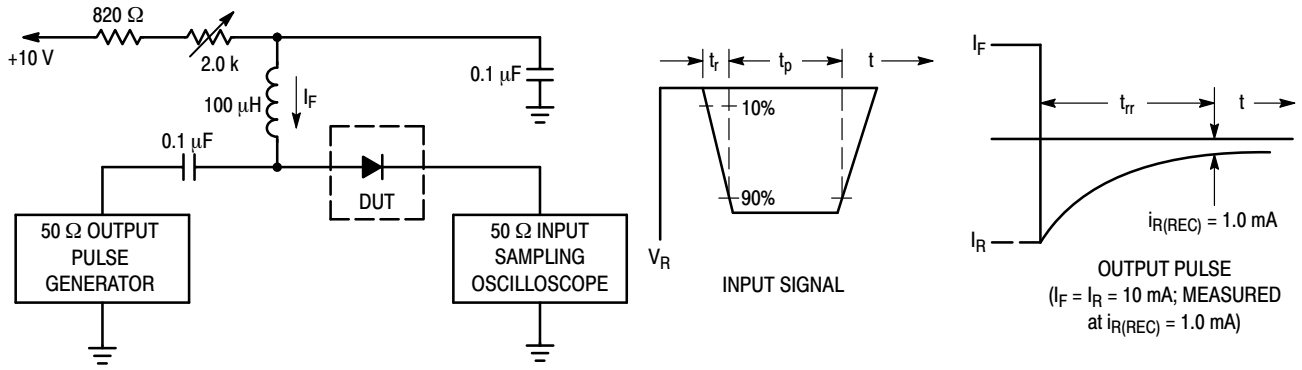 820 Ω
+10 V
2.0 k
100 μH
I_F
0.1 μF
0.1 μF
DUT
50 Ω OUTPUT
PULSE
GENERATOR
50 Ω INPUT
SAMPLING
OSCILLOSCOPE
t_r
t_p
t
10%
90%
V_R
INPUT SIGNAL
I_F
t_rr
t
I_R
i_R(REC) = 1.0 mA
OUTPUT PULSE
(I_F = I_R = 10 mA; MEASURED
at i_R(REC) = 1.0 mA)